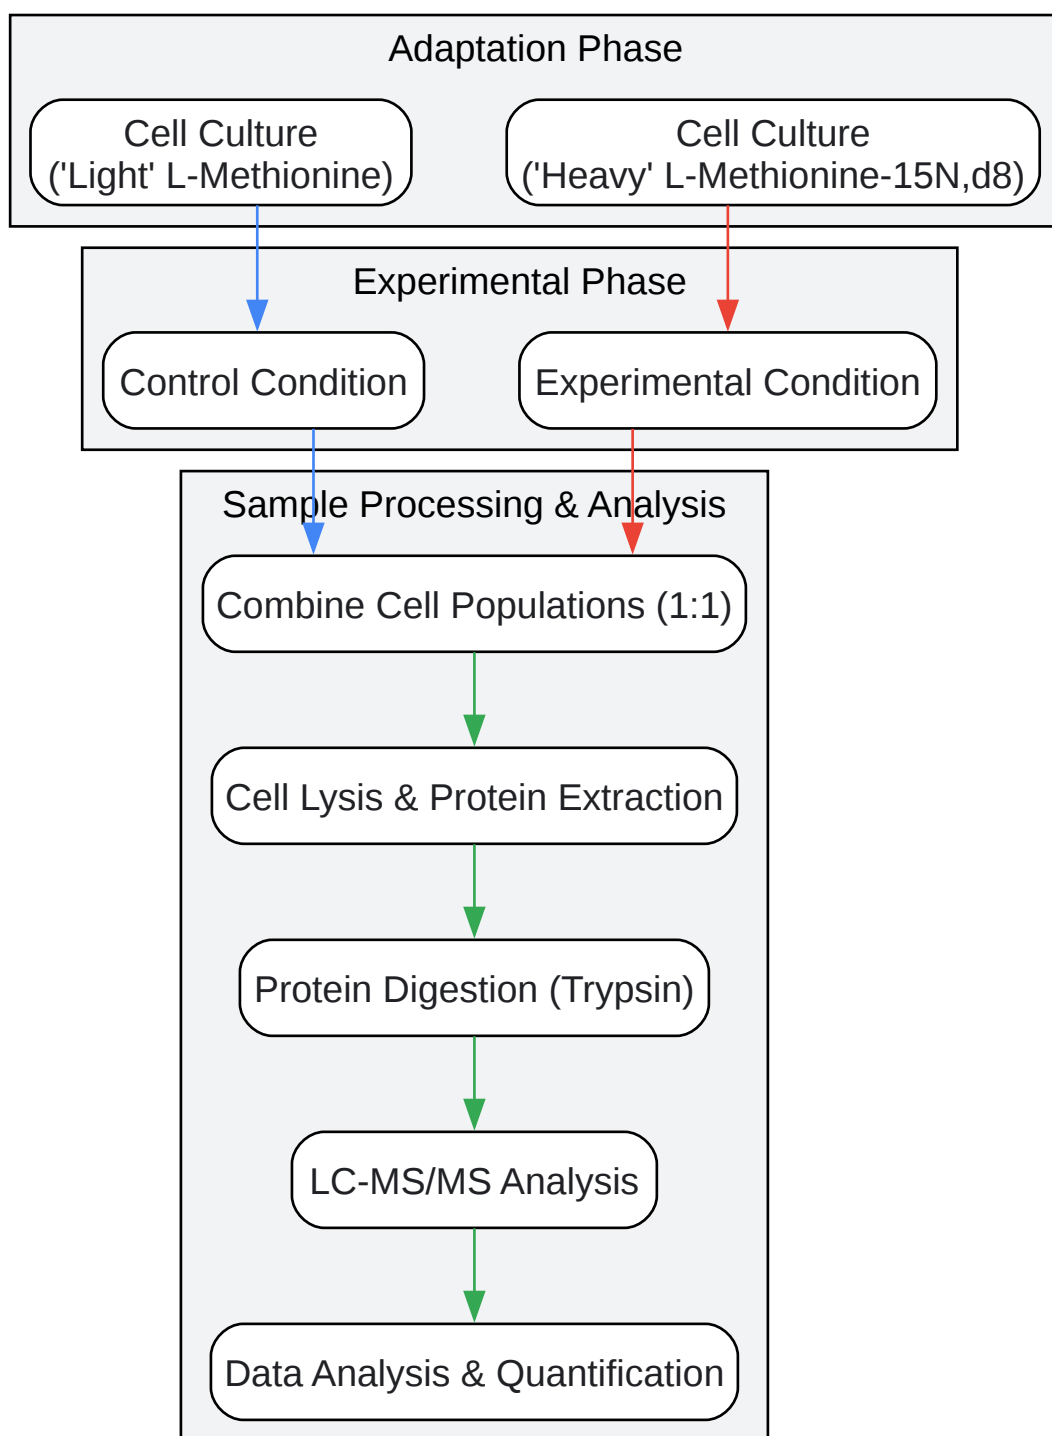 Adaptation Phase
Cell Culture
('Light' L-Methionine)
Cell Culture
('Heavy' L-Methionine-15N,d8)
Experimental Phase
Control Condition
Experimental Condition
Sample Processing & Analysis
Combine Cell Populations (1:1)
Cell Lysis & Protein Extraction
Protein Digestion (Trypsin)
LC-MS/MS Analysis
Data Analysis & Quantification